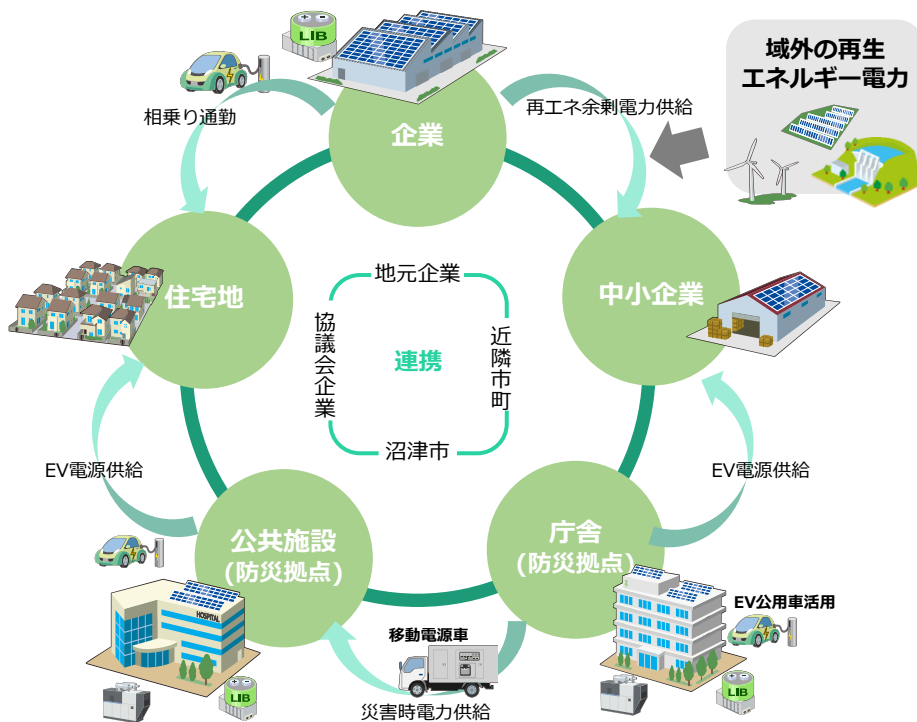 LIB
域外の再生
エネルギー電力
相乗り通勤
再エネ余剰電力供給
企業
住宅地
中小企業
地元企業
協議会企業
連携
近隣市町
沼津市
EV電源供給
EV電源供給
公共施設
(防災拠点)
庁舎
(防災拠点)
HOSPITAL
EV公用車活用
移動電源車
災害時電力供給
LIB
LIB